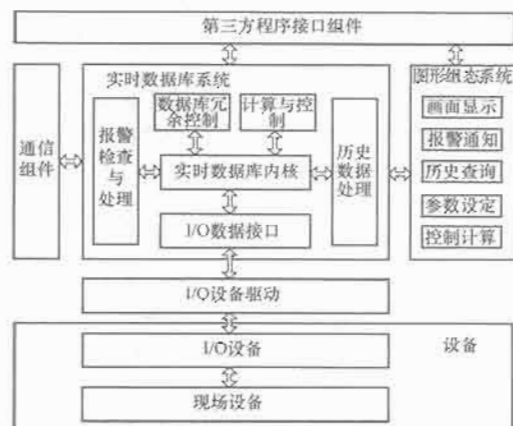 第三方程序接口组件
实时数据库系统
图形组态系统
通信
组件
报警
检查
与
处理
数据库冗
余控制
计算与控
制
实时数据库内核
I/O数据接口
历史
数据
处理
画面显示
报警通知
历史查询
参数设定
控制计算
I/O设备驱动
I/O设备
设备
现场设备